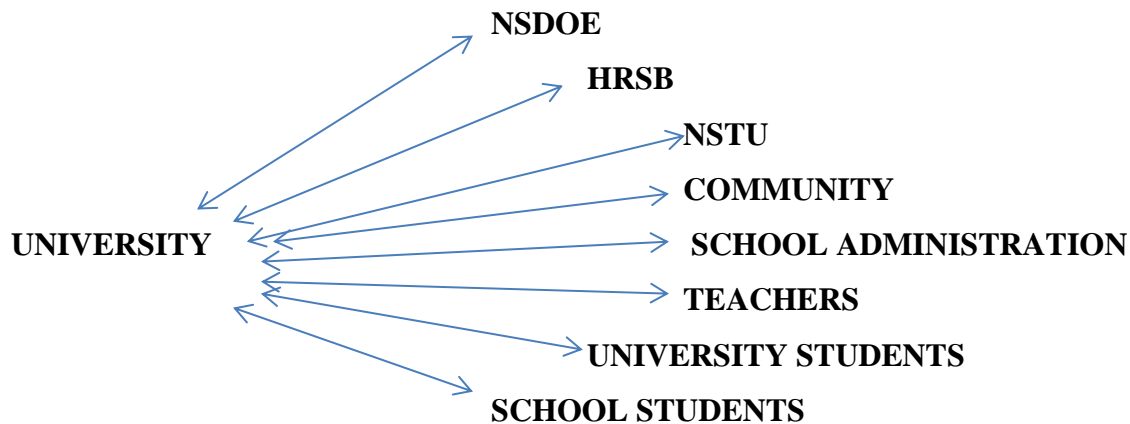 NSDOE
HRSB
NSTU
COMMUNITY
UNIVERSITY
SCHOOL ADMINISTRATION
TEACHERS
UNIVERSITY STUDENTS
SCHOOL STUDENTS